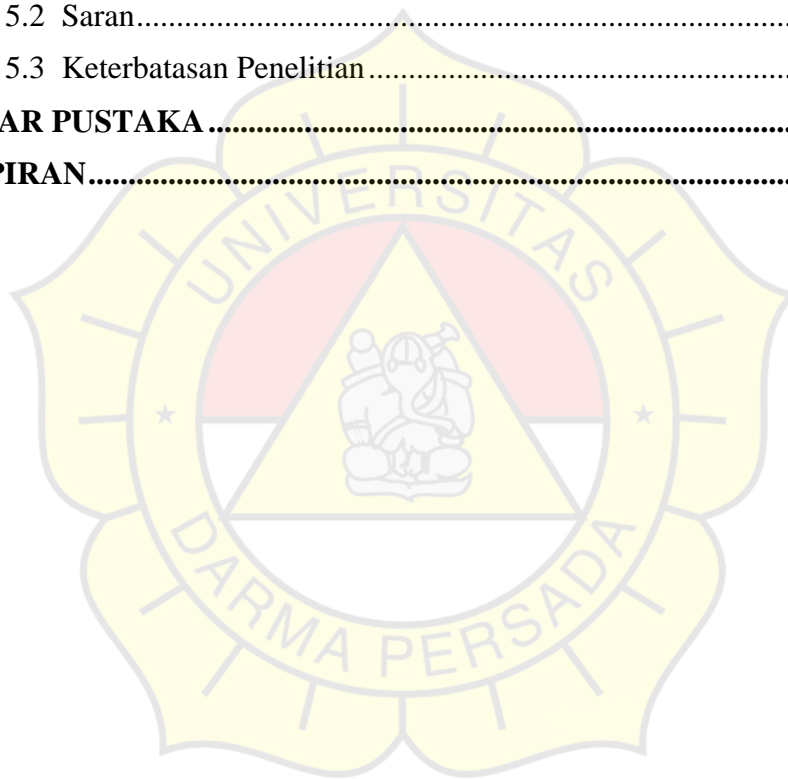 5.2 Saran..........................................................................................
5.3 Keterbatasan Penelitian..............................................................
AR PUSTAKA..................................................................................
PIRAN..............................................................................................
UNIVERSITAS
DARMA PERSADA